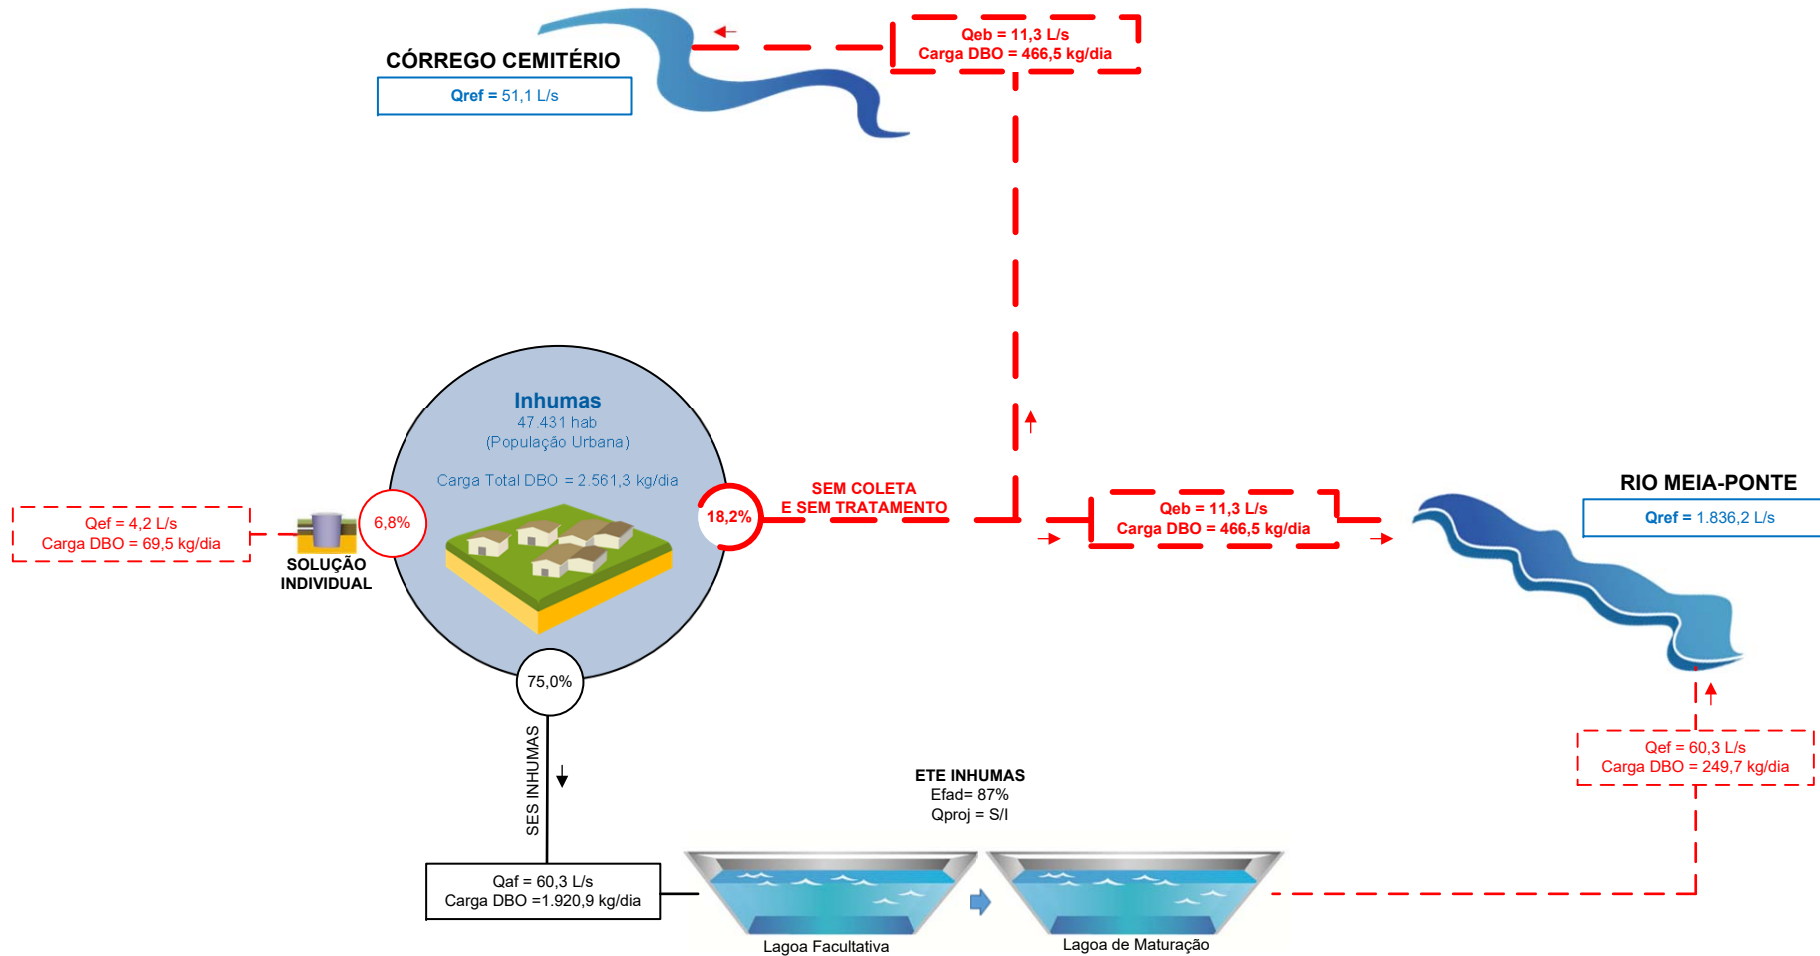 Qeb = 11,3 L/s
Carga DBO = 466,5 kg/dia
CÓRREGO CEMITÉRIO
Qref = 51,1 L/s
Inhumas
47.431 hab
(População Urbana)
Carga Total DBO = 2.561,3 kg/dia
Qef = 4,2 L/s
Carga DBO = 69,5 kg/dia
SOLUÇÃO
INDIVIDUAL
6,8%
18,2%
SEM COLETA
E SEM TRATAMENTO
Qeb = 11,3 L/s
Carga DBO = 466,5 kg/dia
RIO MEIA-PONTE
Qref = 1.836,2 L/s
75,0%
SES INHUMAS
Qef = 60,3 L/s
Carga DBO = 249,7 kg/dia
ETE INHUMAS
Efad= 87%
Qproj = S/I
Qaf = 60,3 L/s
Carga DBO =1.920,9 kg/dia
Lagoa Facultativa
Lagoa de Maturação